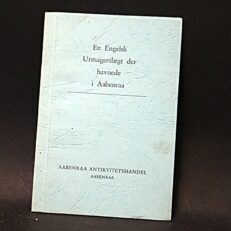 En Engelsk
Urmagerslægt der
havnede
i Aabenraa
AABENRAA ANTIKVITETSHANDEL
AABENRAA